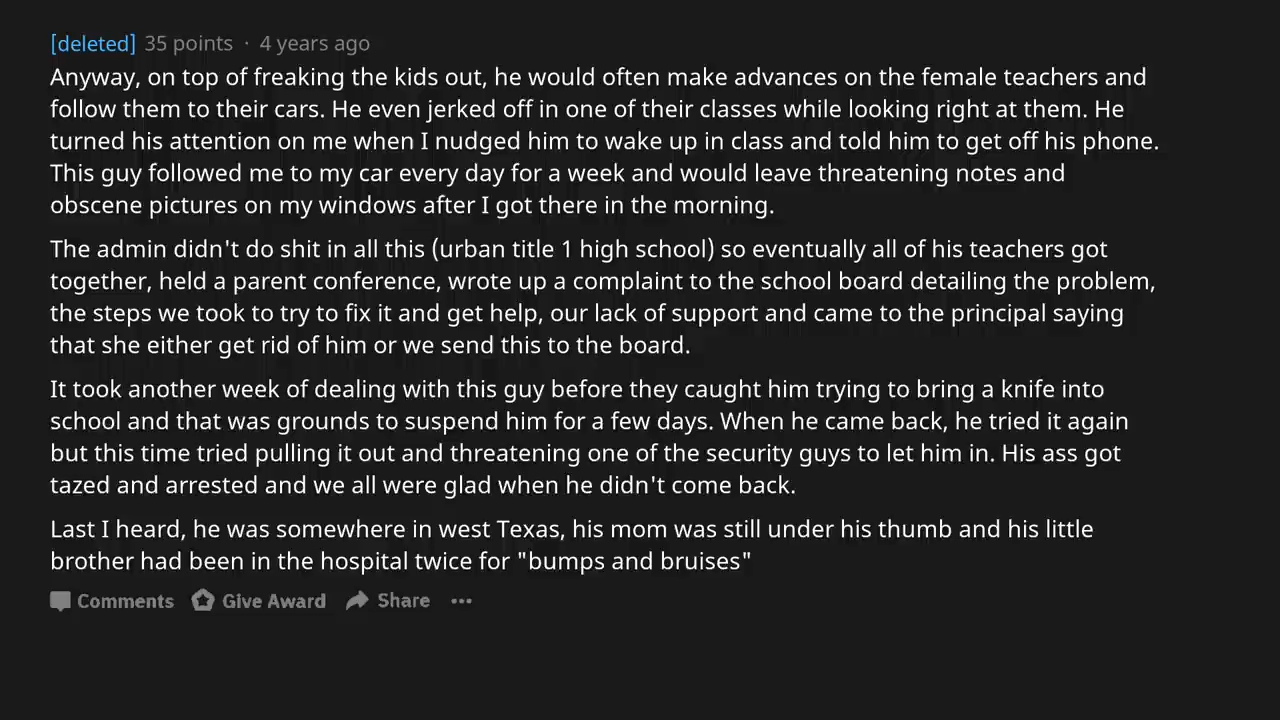 [deleted] 35 points · 4 years ago
Anyway, on top of freaking the kids out, he would often make advances on the female teachers and
follow them to their cars. He even jerked off in one of their classes while looking right at them. He
turned his attention on me when I nudged him to wake up in class and told him to get off his phone.
This guy followed me to my car every day for a week and would leave threatening notes and
obscene pictures on my windows after I got there in the morning.
The admin didn't do shit in all this (urban title 1 high school) so eventually all of his teachers got
together, held a parent conference, wrote up a complaint to the school board detailing the problem,
the steps we took to try to fix it and get help, our lack of support and came to the principal saying
that she either get rid of him or we send this to the board.
It took another week of dealing with this guy before they caught him trying to bring a knife into
school and that was grounds to suspend him for a few days. When he came back, he tried it again
but this time tried pulling it out and threatening one of the security guys to let him in. His ass got
tazed and arrested and we all were glad when he didn't come back.
Last I heard, he was somewhere in west Texas, his mom was still under his thumb and his little
brother had been in the hospital twice for "bumps and bruises"
Comments Give Award Share ···